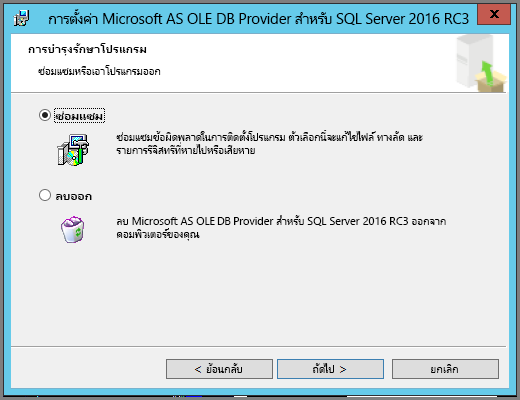 การตั้งค่า Microsoft AS OLE DB Provider สำหรับ SQL Server 2016 RC3
x
การบำรุงรักษาโปรแกรม
ซ่อมแซมหรือเอาโปรแกรมออก
ซ่อมแซม
ซ่อมแซมข้อผิดพลาดในการติดตั้งโปรแกรม ตัวเลือกนี้จะแก้ไขไฟล์ ทางลัด และ
รายการรีจิสทรีที่หายไปหรือเสียหาย
ลบออก
ลบ Microsoft AS OLE DB Provider สำหรับ SQL Server 2016 RC3 ออกจาก
คอมพิวเตอร์ของคุณ
< ย้อนกลับ
ถัดไป >
ยกเลิก